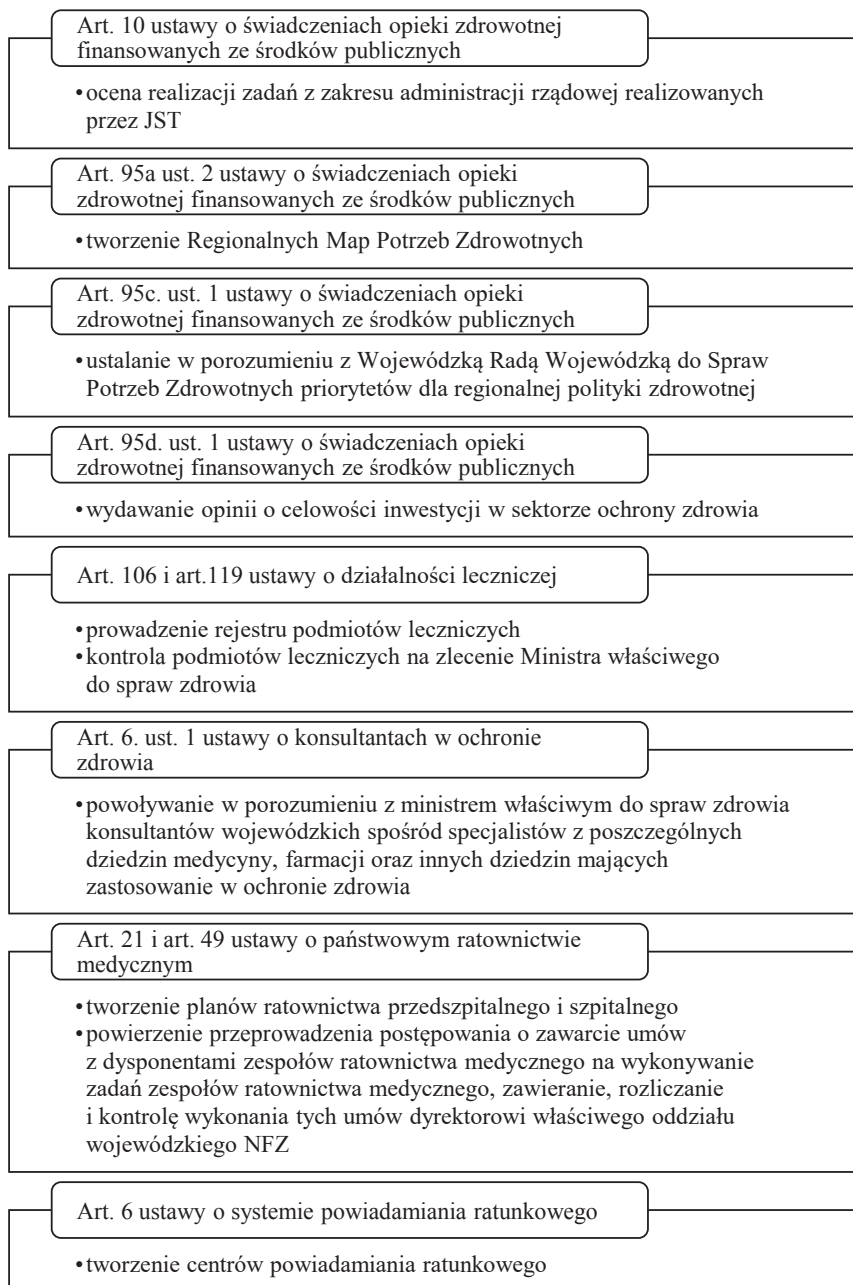 Art. 10 ustawy o świadczeniach opieki zdrowotnej
finansowanych ze środków publicznych
•ocena realizacji zadań z zakresu administracji rządowej realizowanych
przez JST
Art. 95a ust. 2 ustawy o świadczeniach opieki
zdrowotnej finansowanych ze środków publicznych
•tworzenie Regionalnych Map Potrzeb Zdrowotnych
Art. 95c. ust. 1 ustawy o świadczeniach opieki
zdrowotnej finansowanych ze środków publicznych
•ustalanie w porozumieniu z Wojewódzką Radą Wojewódzką do Spraw
Potrzeb Zdrowotnych priorytetów dla regionalnej polityki zdrowotnej
Art. 95d. ust. 1 ustawy o świadczeniach opieki
zdrowotnej finansowanych ze środków publicznych
•wydawanie opinii o celowości inwestycji w sektorze ochrony zdrowia
Art. 106 i art.119 ustawy o działalności leczniczej
•prowadzenie rejestru podmiotów leczniczych
•kontrola podmiotów leczniczych na zlecenie Ministra właściwego
do spraw zdrowia
Art. 6. ust. 1 ustawy o konsultantach w ochronie
zdrowia
•powoływanie w porozumieniu z ministrem właściwym do spraw zdrowia
konsultantów wojewódzkich spośród specjalistów z poszczególnych
dziedzin medycyny, farmacji oraz innych dziedzin mających
zastosowanie w ochronie zdrowia
Art. 21 i art. 49 ustawy o państwowym ratownictwie
medycznym
•tworzenie planów ratownictwa przedszpitalnego i szpitalnego
•powierzenie przeprowadzenia postępowania o zawarcie umów
z dysponentami zespołów ratownictwa medycznego na wykonywanie
zadań zespołów ratownictwa medycznego, zawieranie, rozliczanie
i kontrolę wykonania tych umów dyrektorowi właściwego oddziału
wojewódzkiego NFZ
Art. 6 ustawy o systemie powiadamiania ratunkowego
•tworzenie centrów powiadamiania ratunkowego